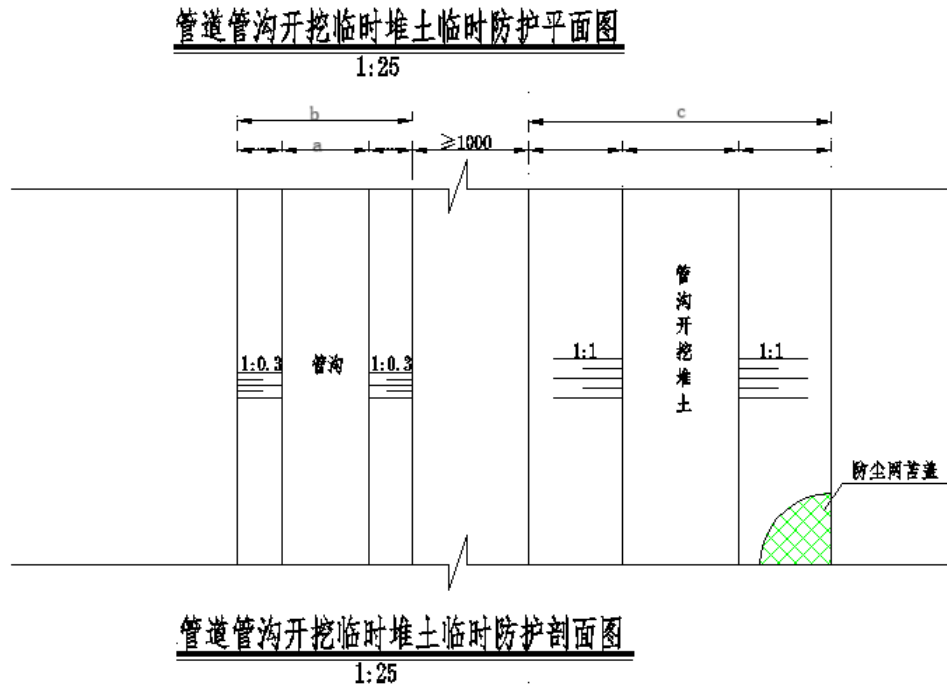 管道管沟开挖临时堆土临时防护平面图
1:25
b
c
a
≥1000
管沟开挖堆土
1:0.3
管沟
1:0.3
1:1
1:1
防尘网苫盖
管道管沟开挖临时堆土临时防护剖面图
1:25